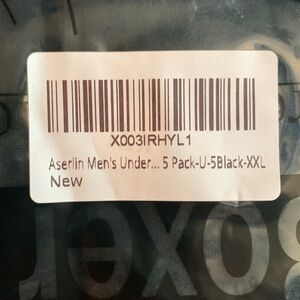 X003IRHYL1
Aserlin Men's Under... 5 Pack-U-5Black-XXL
New